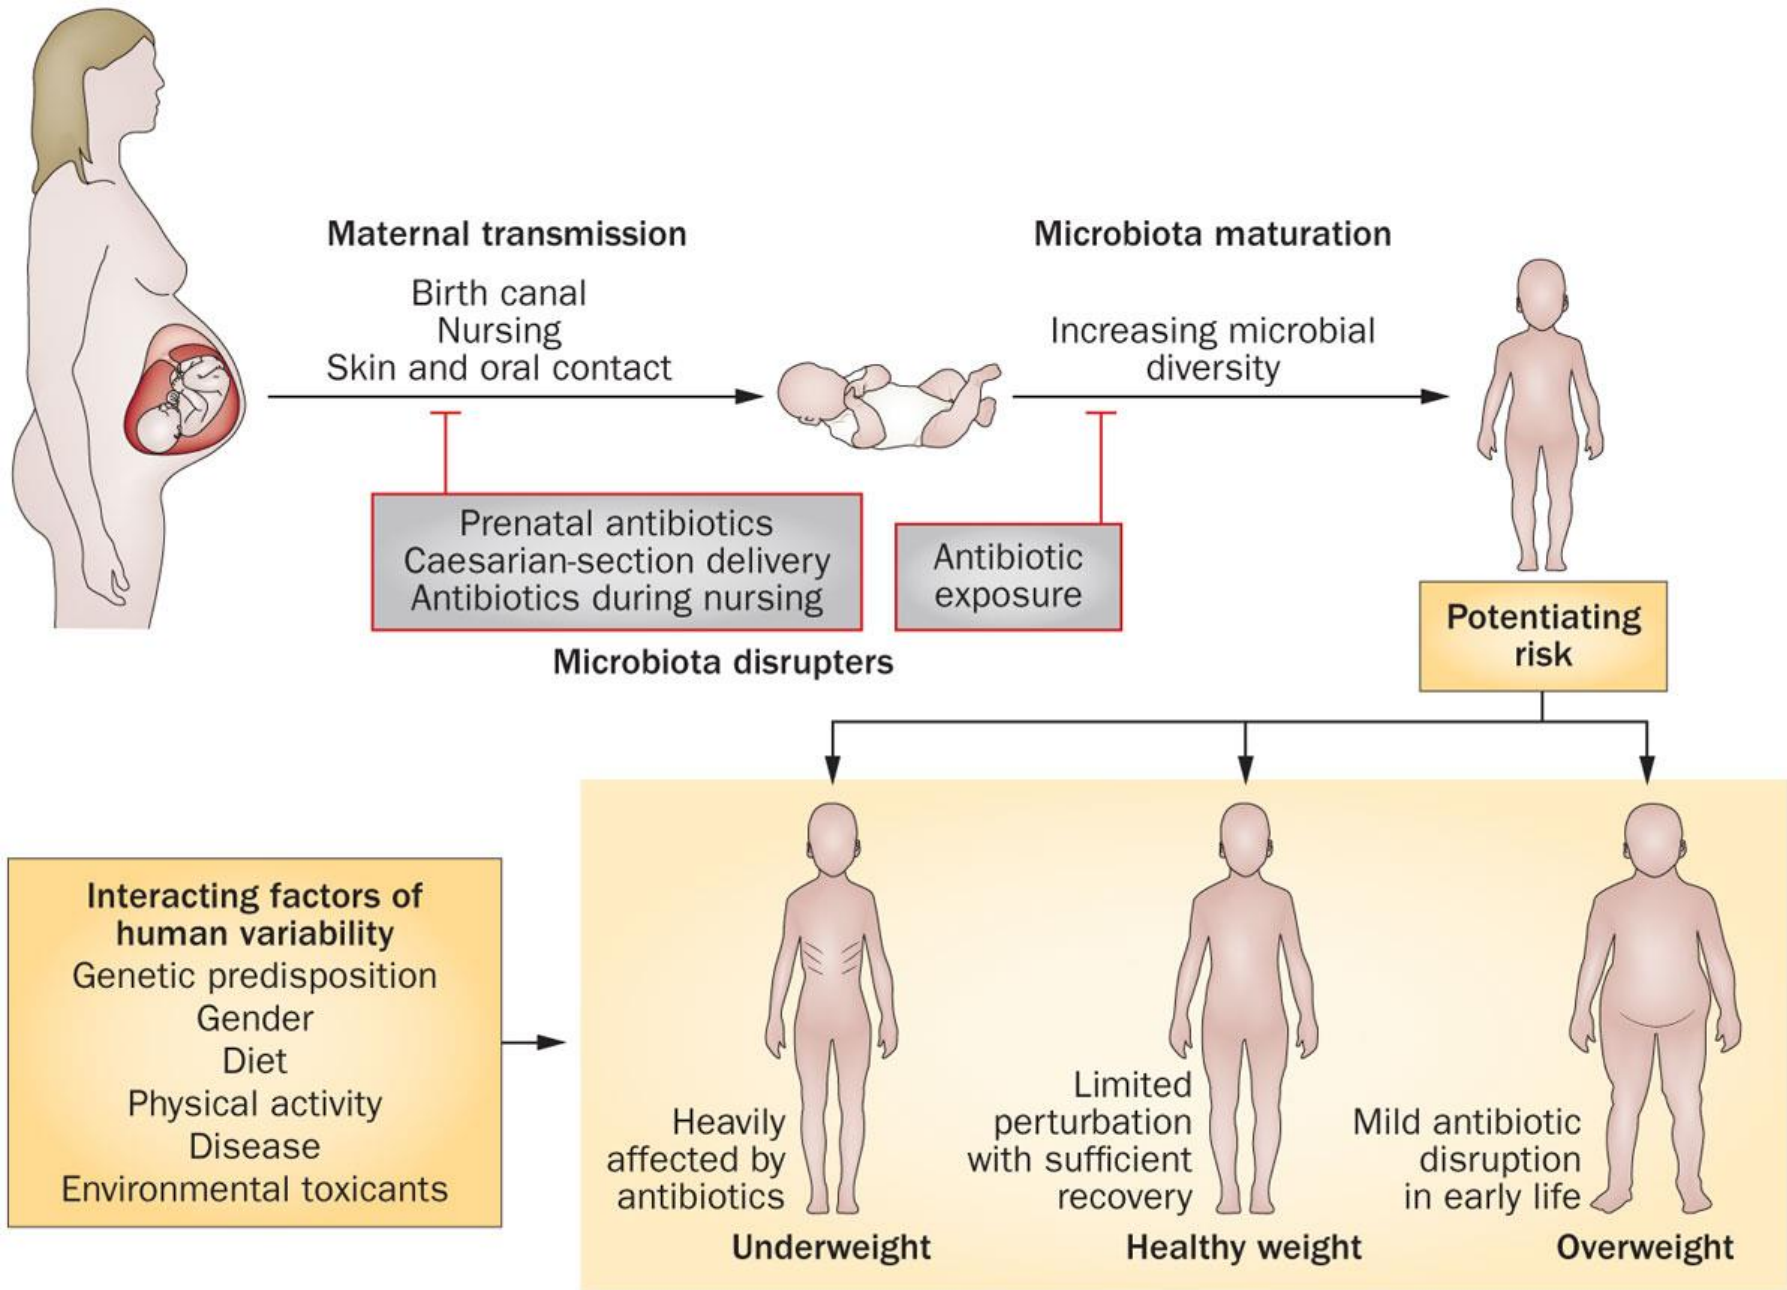 Maternal transmission
Birth canal
Nursing
Skin and oral contact
Microbiota maturation
Increasing microbial
diversity
Prenatal antibiotics
Caesarian-section delivery
Antibiotics during nursing
Antibiotic
exposure
Microbiota disrupters
Potentiating
risk
Interacting factors of
human variability
Genetic predisposition
Gender
Diet
Physical activity
Disease
Environmental toxicants
Heavily
affected by
antibiotics
Underweight
Limited
perturbation
with sufficient
recovery
Healthy weight
Mild antibiotic
disruption
in early life
Overweight